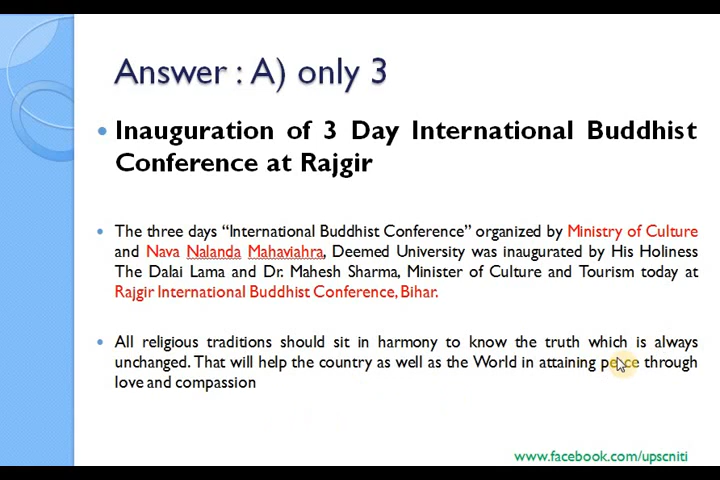 Answer : A) only 3
• Inauguration of 3 Day International Buddhist
Conference at Rajgir
• The three days “International Buddhist Conference” organized by Ministry of Culture
and Nava Nalanda Mahaviahra, Deemed University was inaugurated by His Holiness
The Dalai Lama and Dr. Mahesh Sharma, Minister of Culture and Tourism today at
Rajgir International Buddhist Conference, Bihar.
• All religious traditions should sit in harmony to know the truth which is always
unchanged. That will help the country as well as the World in attaining peace through
love and compassion
www.facebook.com/upscniti